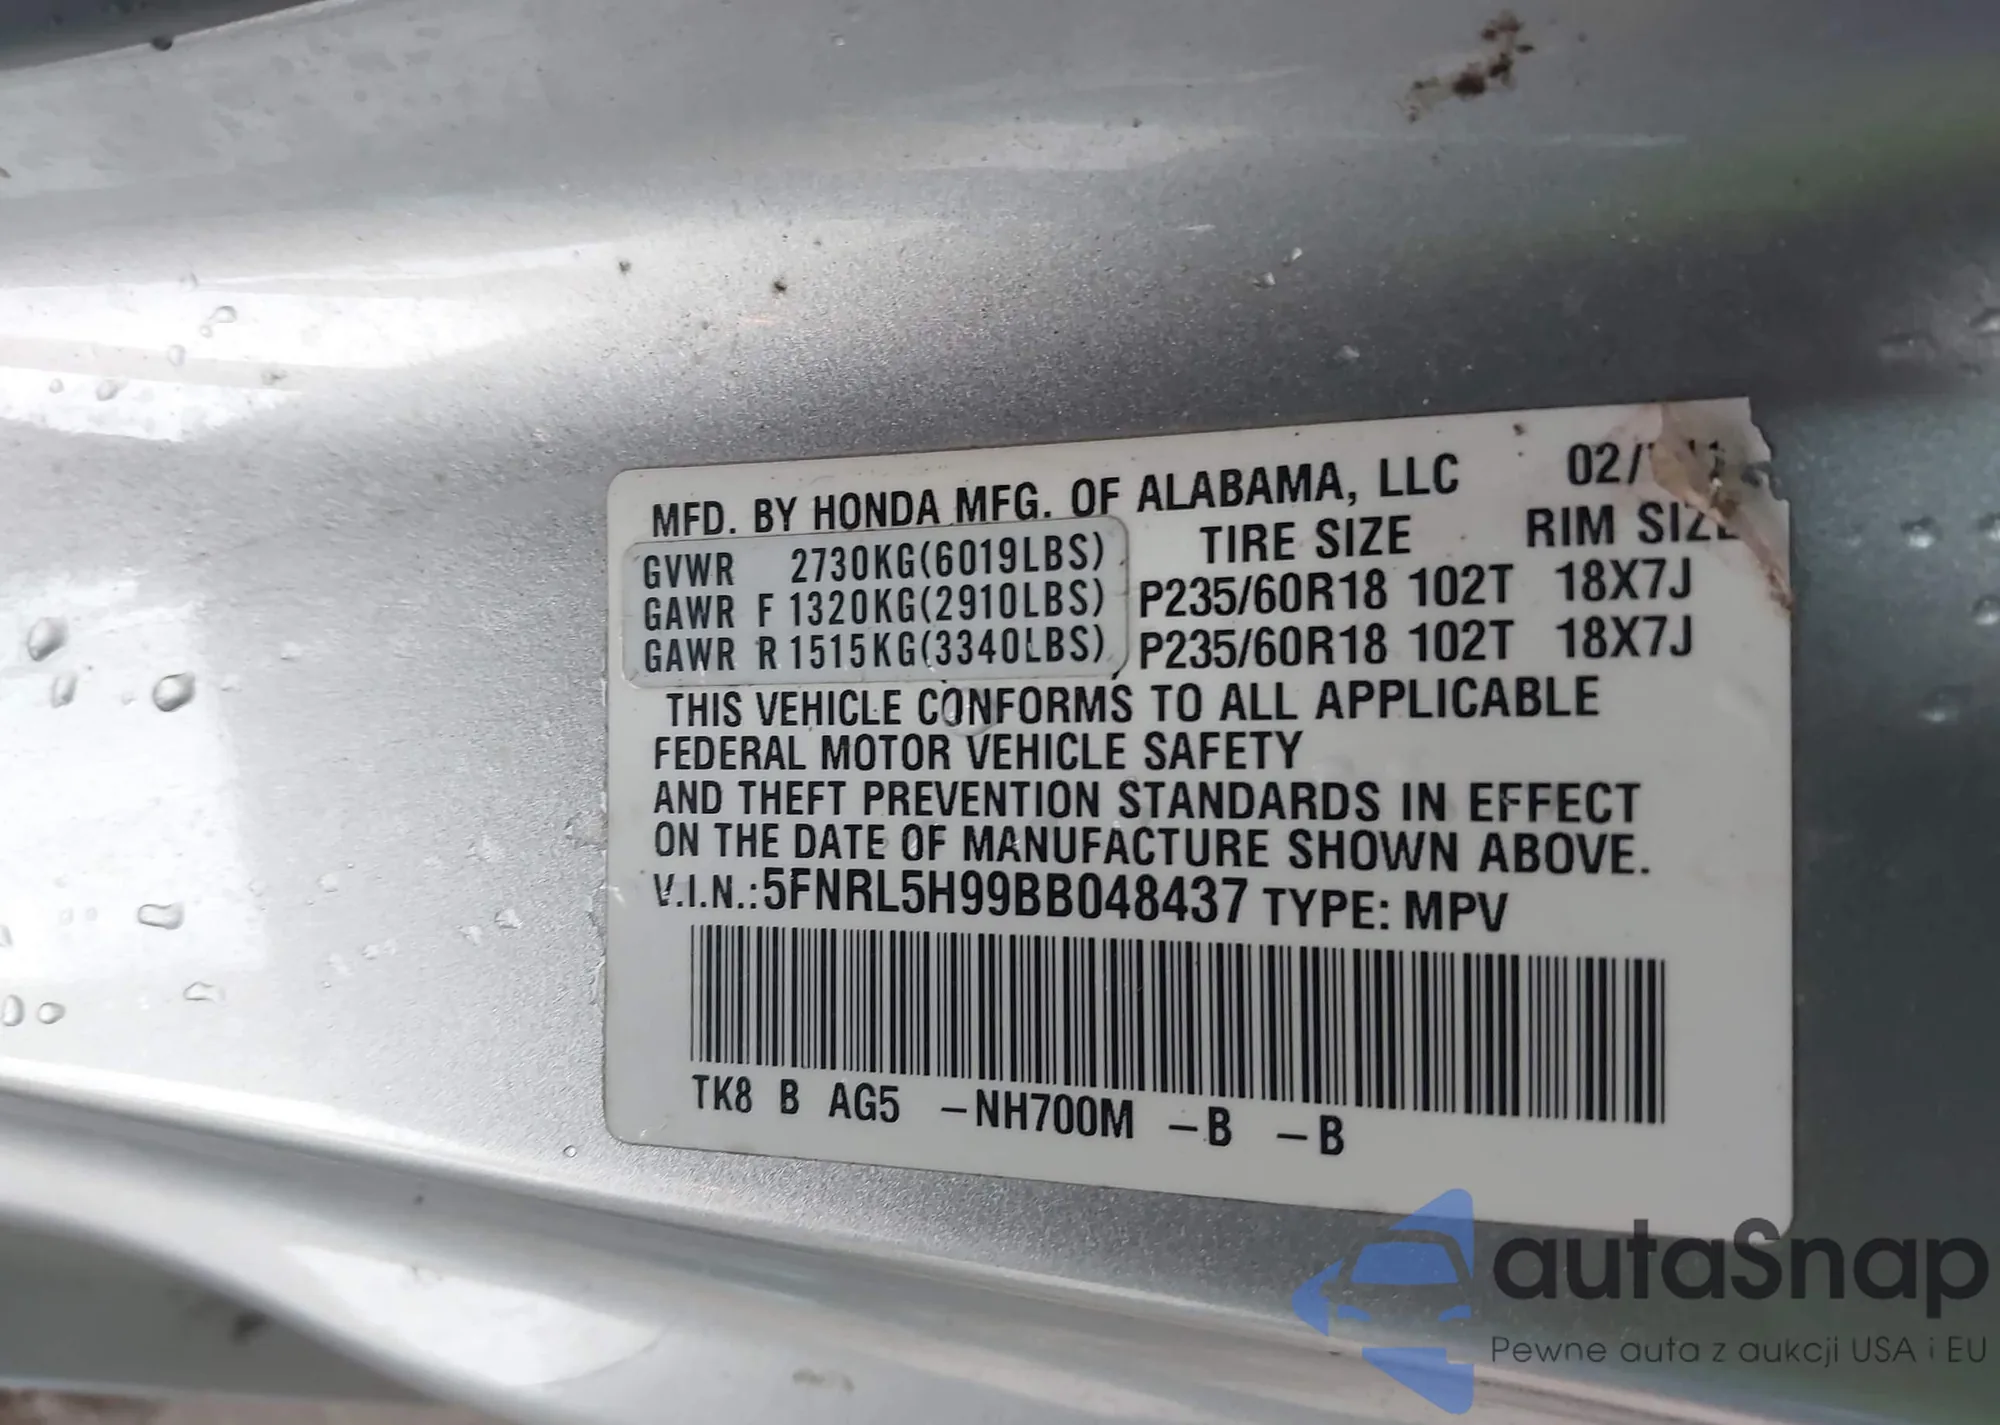 MFD. BY HONDA MFG. OF ALABAMA, LLC 02/
TIRE SIZE RIM SIZE
GVWR 2730KG(6019LBS)
GAWR F 1320KG(2910LBS) P235/60R18 102T 18X7J
GAWR R 1515KG(3340LBS) P235/60R18 102T 18X7J
THIS VEHICLE CONFORMS TO ALL APPLICABLE
FEDERAL MOTOR VEHICLE SAFETY
AND THEFT PREVENTION STANDARDS IN EFFECT
ON THE DATE OF MANUFACTURE SHOWN ABOVE.
V.I.N.:5FNRL5H99BB048437 TYPE: MPV
TK8 B AG5 –NH700M –B –B
autaSnap
Pewne auta z aukcji USA i EU